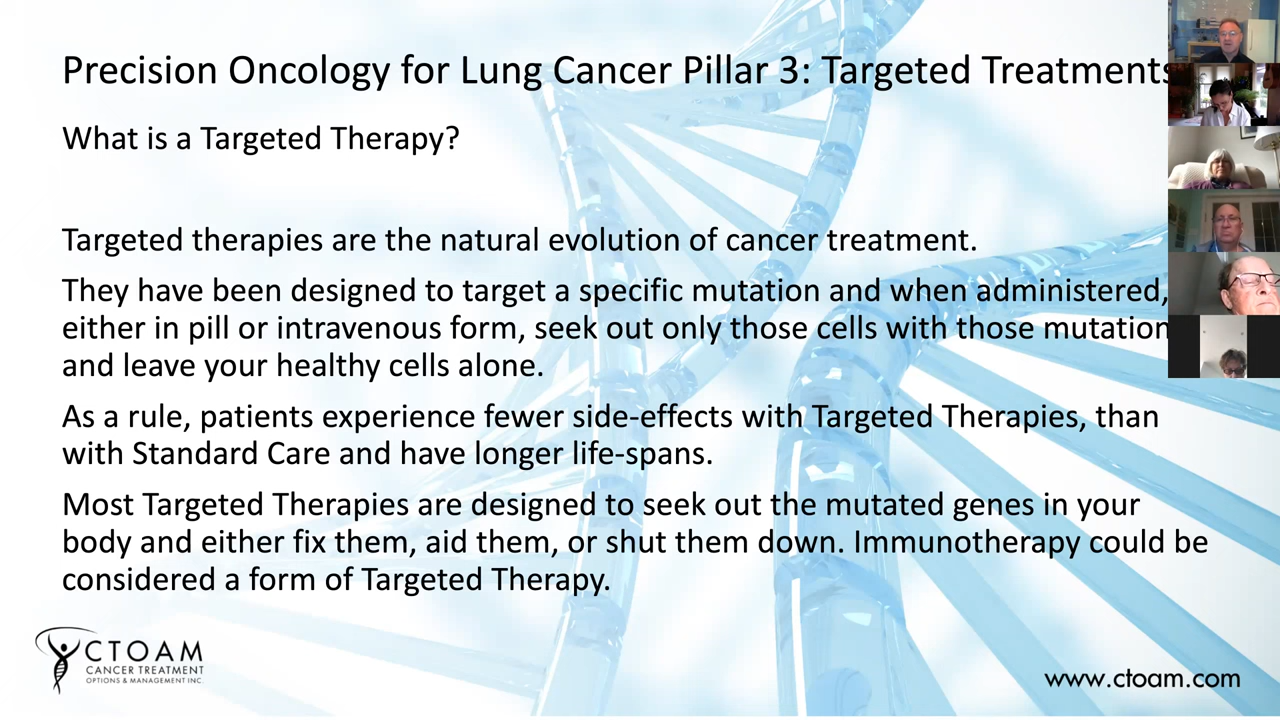 Precision Oncology for Lung Cancer Pillar 3: Targeted Treatments
What is a Targeted Therapy?
Targeted therapies are the natural evolution of cancer treatment.
They have been designed to target a specific mutation and when administered,
either in pill or intravenous form, seek out only those cells with those mutation
and leave your healthy cells alone.
As a rule, patients experience fewer side-effects with Targeted Therapies, than
with Standard Care and have longer life-spans.
Most Targeted Therapies are designed to seek out the mutated genes in your
body and either fix them, aid them, or shut them down. Immunotherapy could be
considered a form of Targeted Therapy.
CTOAM
CANCER TREATMENT
OPTIONS & MANAGEMENT INC.
www.ctoam.com